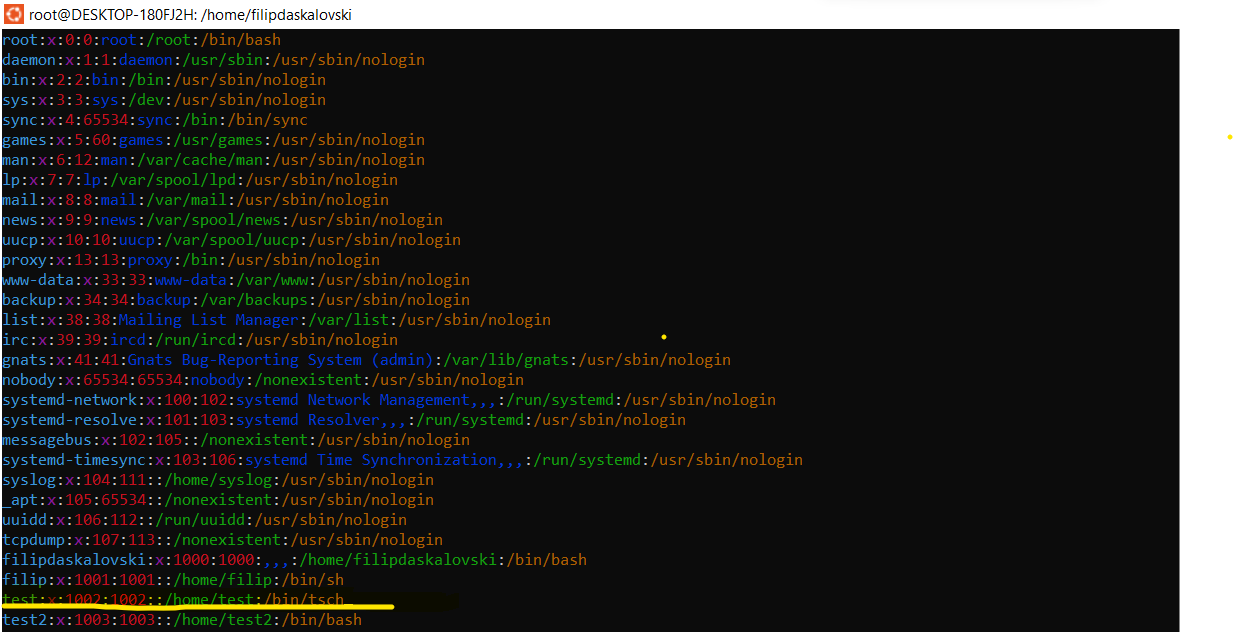 root@DESKTOP-180FJ2H: /home/filipdaskalovski
root:x:0:0:root:/root:/bin/bash
daemon:x:1:1:daemon:/usr/sbin:/usr/sbin/nologin
bin:x:2:2:bin:/bin:/usr/sbin/nologin
sys:x:3:3:sys:/dev:/usr/sbin/nologin
sync:x:4:65534:sync:/bin:/bin/sync
games:x:5:60:games:/usr/games:/usr/sbin/nologin
man:x:6:12:man:/var/cache/man:/usr/sbin/nologin
lp:x:7:7:lp:/var/spool/lpd:/usr/sbin/nologin
mail:x:8:8:mail:/var/mail:/usr/sbin/nologin
news:x:9:9:news:/var/spool/news:/usr/sbin/nologin
uucp:x:10:10:uucp:/var/spool/uucp:/usr/sbin/nologin
proxy:x:13:13:proxy:/bin:/usr/sbin/nologin
www-data:x:33:33:www-data:/var/www:/usr/sbin/nologin
backup:x:34:34:backup:/var/backups:/usr/sbin/nologin
list:x:38:38:Mailing List Manager:/var/list:/usr/sbin/nologin
irc:x:39:39:ircd:/run/ircd:/usr/sbin/nologin
gnats:x:41:41:Gnats Bug-Reporting System (admin):/var/lib/gnats:/usr/sbin/nologin
nobody:x:65534:65534:nobody:/nonexistent:/usr/sbin/nologin
systemd-network:x:100:102:systemd Network Management,,,:/run/systemd:/usr/sbin/nologin
systemd-resolve:x:101:103:systemd Resolver,,,:/run/systemd:/usr/sbin/nologin
messagebus:x:102:105::/nonexistent:/usr/sbin/nologin
systemd-timesync:x:103:106:systemd Time Synchronization,,,:/run/systemd:/usr/sbin/nologin
syslog:x:104:111::/home/syslog:/usr/sbin/nologin
_apt:x:105:65534::/nonexistent:/usr/sbin/nologin
uuidd:x:106:112::/run/uuidd:/usr/sbin/nologin
tcpdump:x:107:113::/nonexistent:/usr/sbin/nologin
filipdaskalovski:x:1000:1000:,,,:/home/filipdaskalovski:/bin/bash
filip:x:1001:1001::/home/filip:/bin/sh
test:x:1002:1002::/home/test:/bin/tsch
test2:x:1003:1003::/home/test2:/bin/bash